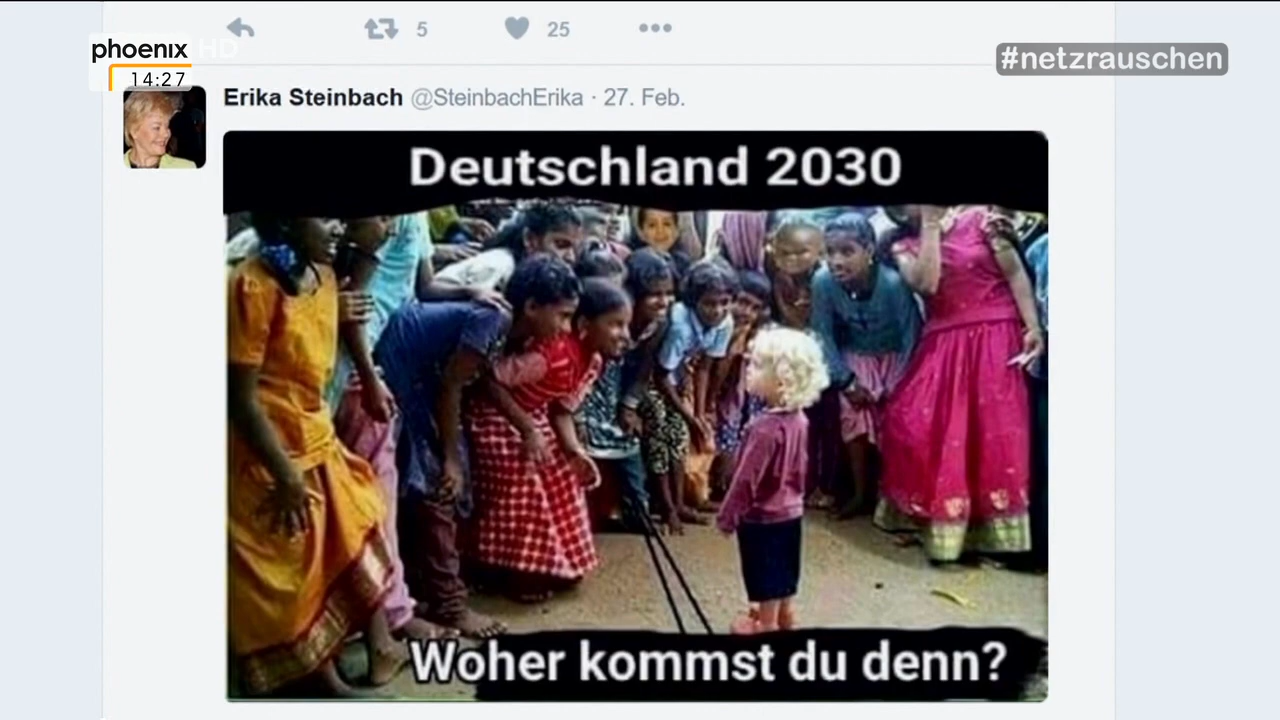 5 25
phoenix HD
14:27
#netzrauschen
Erika Steinbach @SteinbachErika · 27. Feb.
Deutschland 2030
Woher kommst du denn?